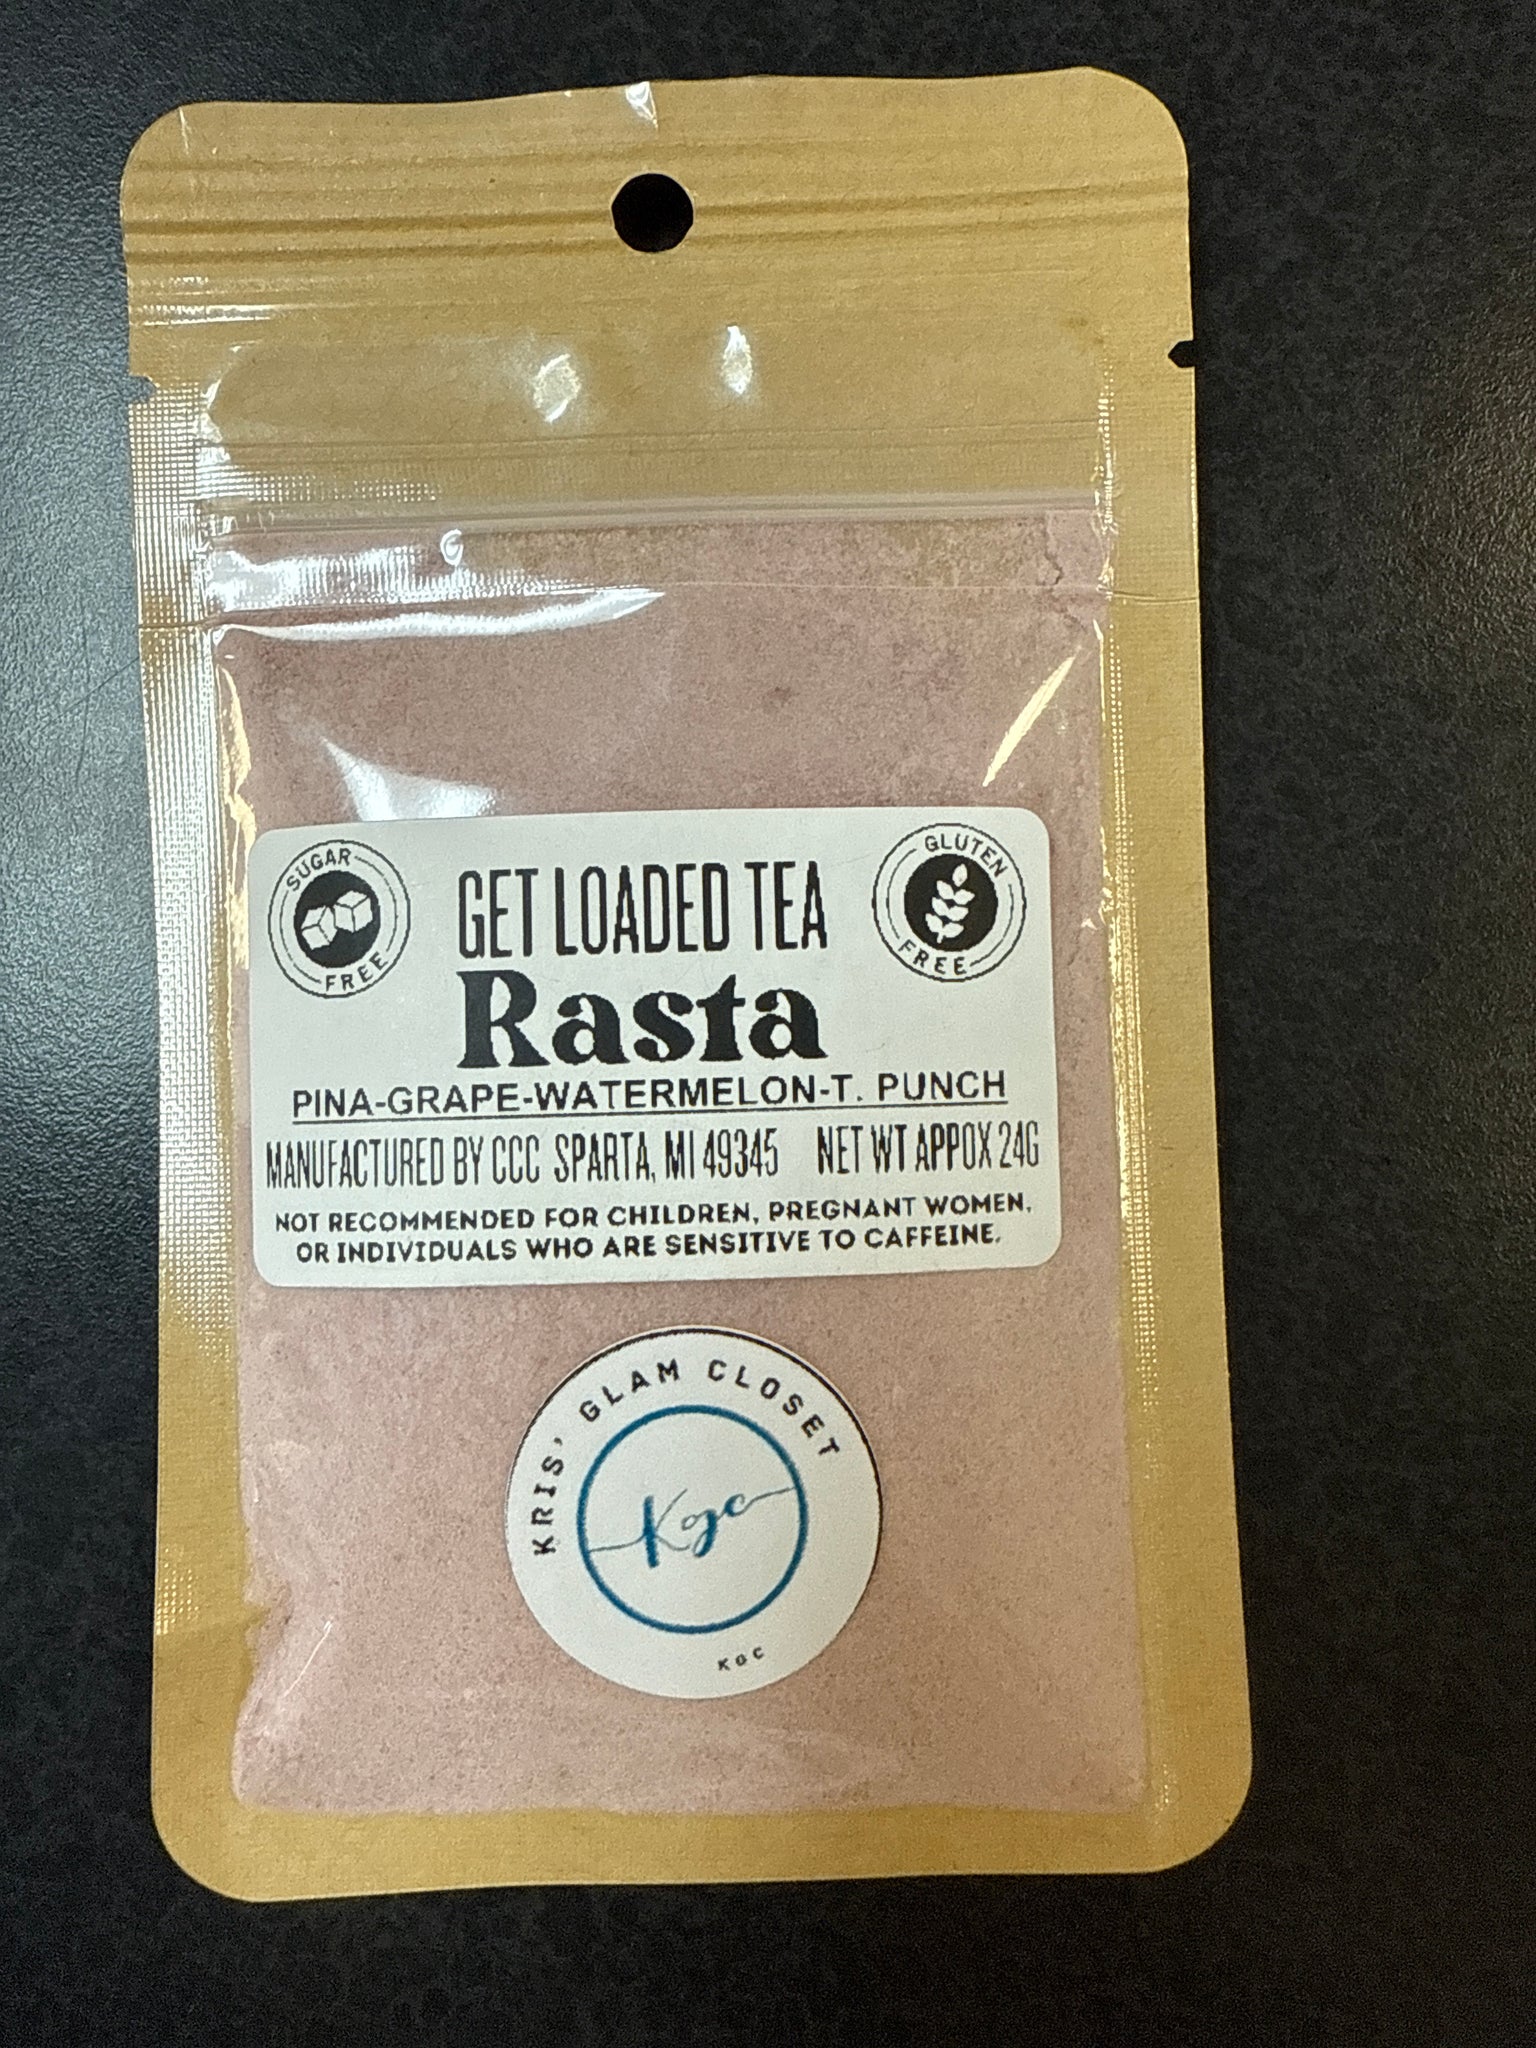 SUGAR FREE
GET LOADED TEA
GLUTEN FREE
Rasta
PINA-GRAPE-WATERMELON-T. PUNCH
MANUFACTURED BY CCC SPARTA, MI 49345 NET WT APPOX 24G
NOT RECOMMENDED FOR CHILDREN, PREGNANT WOMEN,
OR INDIVIDUALS WHO ARE SENSITIVE TO CAFFEINE.
KRIS' GLAM CLOSET
Kgc
KGC